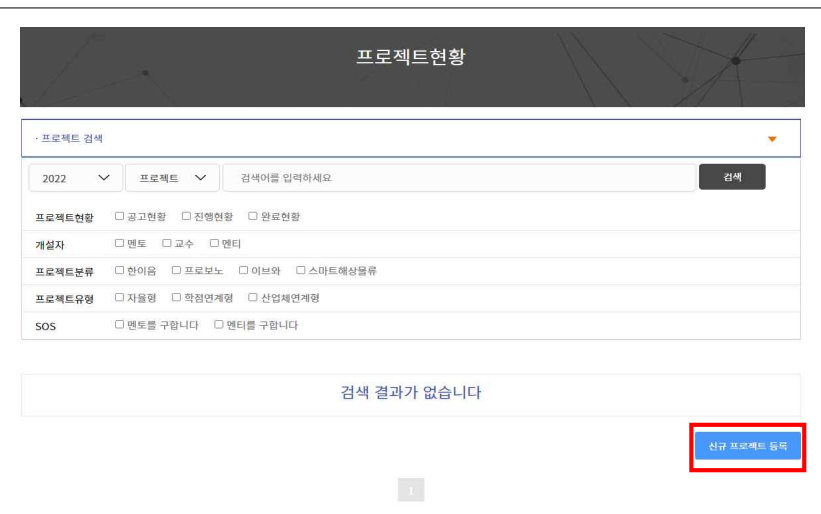 프로젝트현황
· 프로젝트 검색
2022 프로젝트 검색어를 입력하세요 검색
프로젝트현황 공고현황 진행현황 완료현황
개설자 멘토 교수 멘티
프로젝트분류 한이음 프로보노 이브와 스마트해상물류
프로젝트유형 자율형 학점연계형 산업체연계형
SOS 멘토를 구합니다 멘티를 구합니다
검색 결과가 없습니다
신규 프로젝트 등록
1